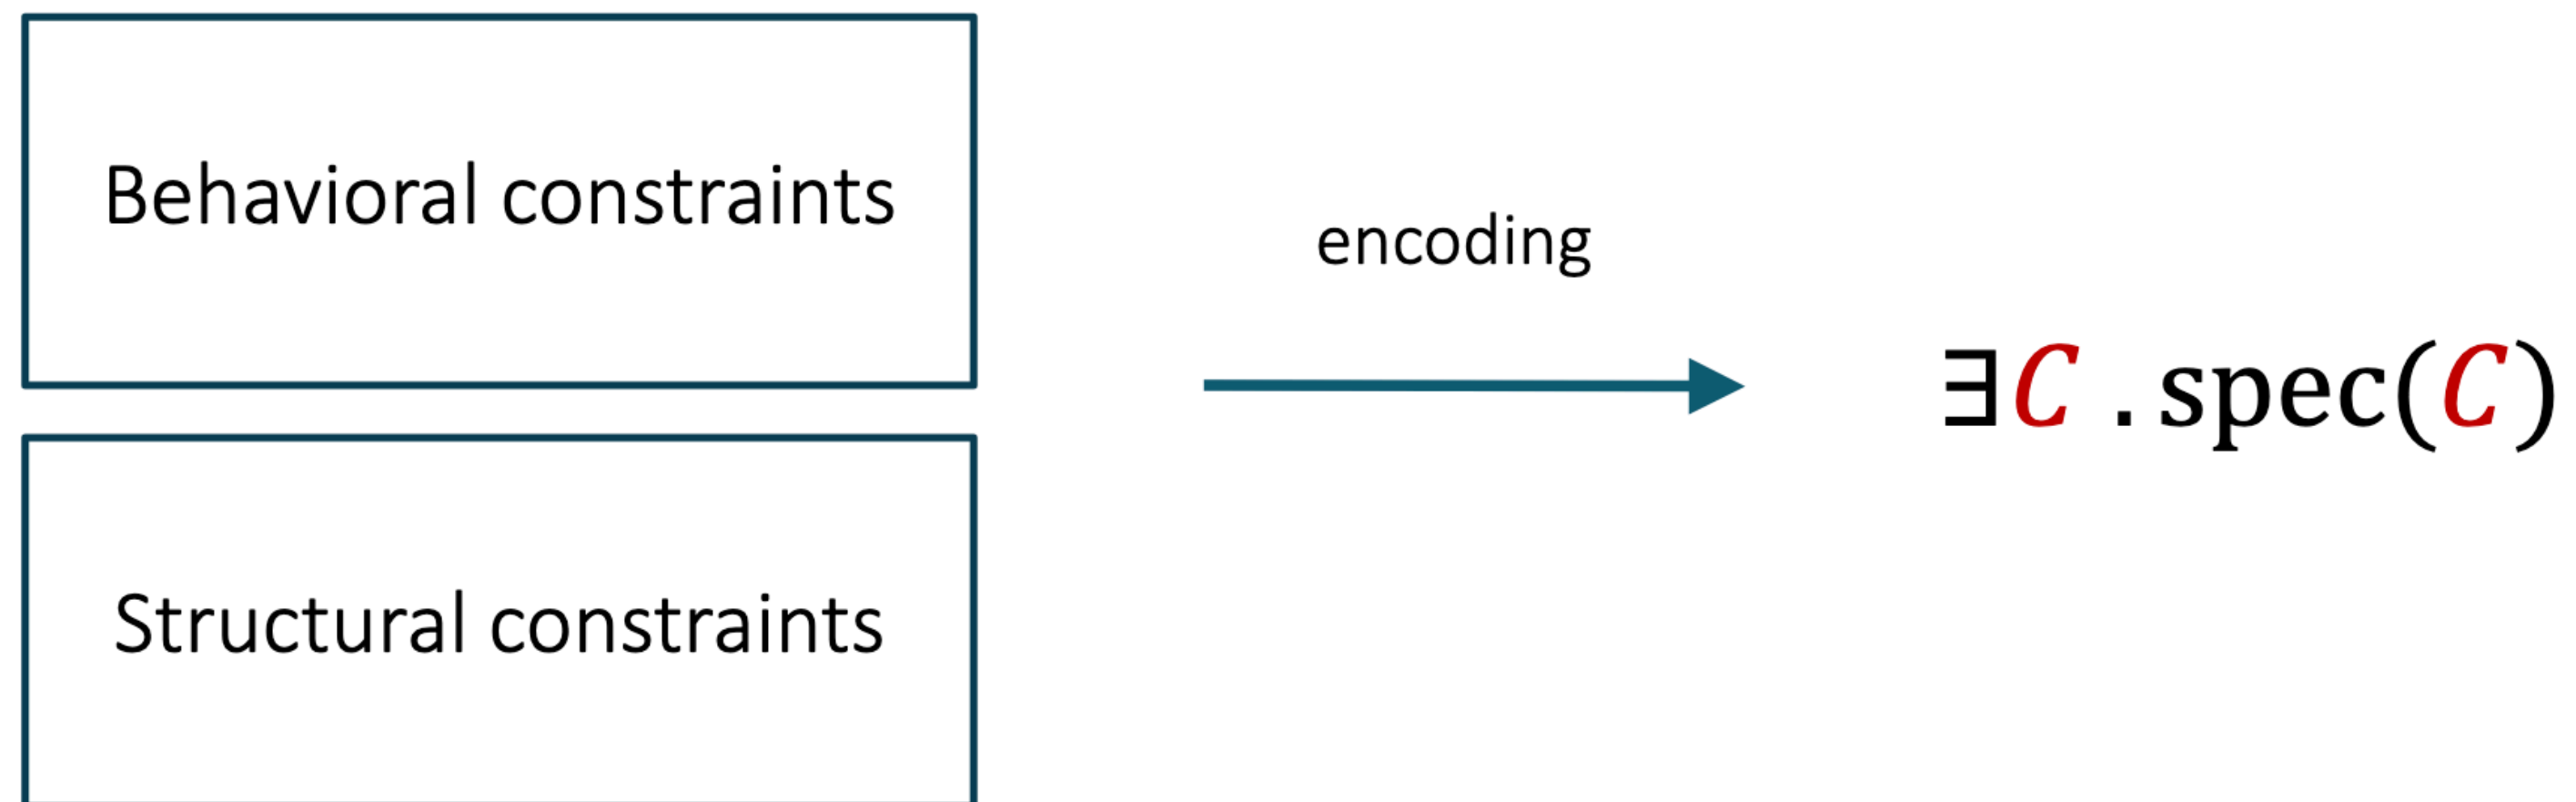 Behavioral constraints
encoding
∃C . spec(C)
Structural constraints